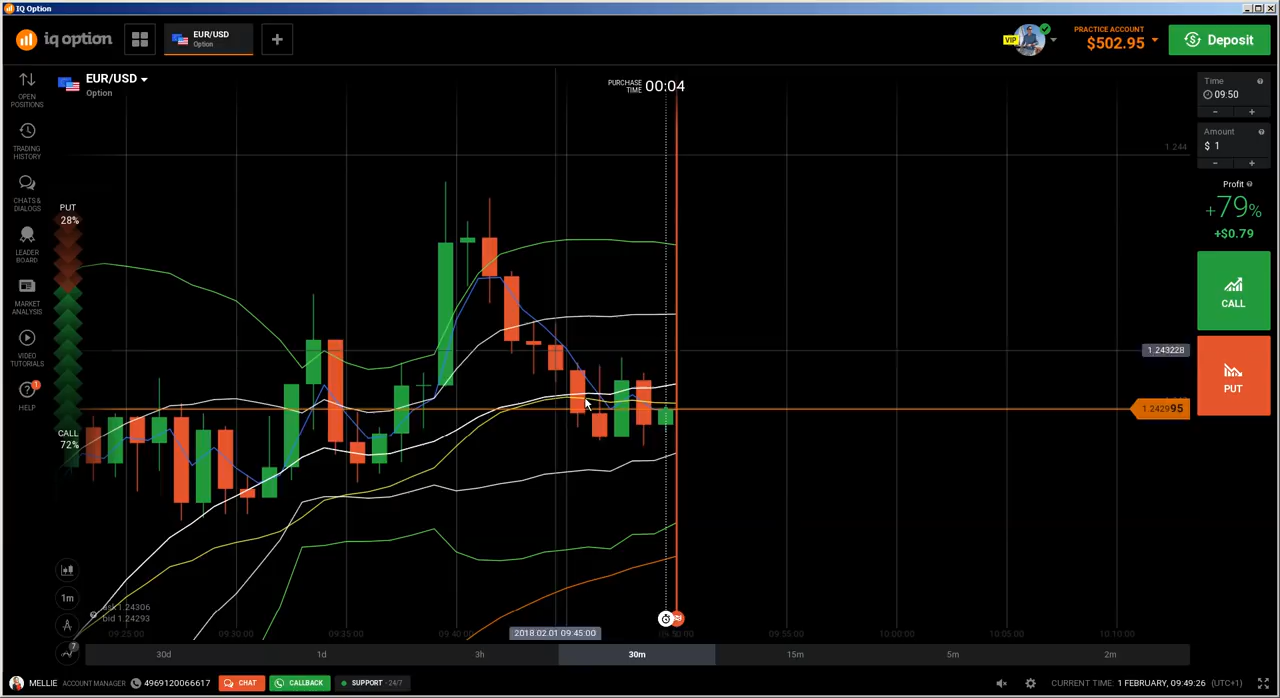 IQ Option
iq option
EUR/USD
Option
+
VIP
PRACTICE ACCOUNT
$502.95
Deposit
EUR/USD
Option
PURCHASE
TIME
00:04
OPEN
POSITIONS
TRADING
HISTORY
CHATS &
DIALOGS
LEADER
BOARD
MARKET
ANALYSIS
VIDEO
TUTORIALS
HELP
1
PUT
28%
CALL
72%
Time
09:50
- +
Amount
$ 1
- +
Profit
+79%
+$0.79
CALL
PUT
1.244
1.243228
1.242995
1m
7
ask 1.24306
bid 1.24293
09:25:00
09:30:00
09:35:00
09:40:00
2018.02.01 09:45:00
09:55:00
10:00:00
10:05:00
10:10:00
30d
1d
3h
30m
15m
5m
2m
MELLIE ACCOUNT MANAGER
4969120066617
CHAT
CALLBACK
SUPPORT - 24/7
CURRENT TIME: 1 FEBRUARY, 09:49:26 (UTC+1)